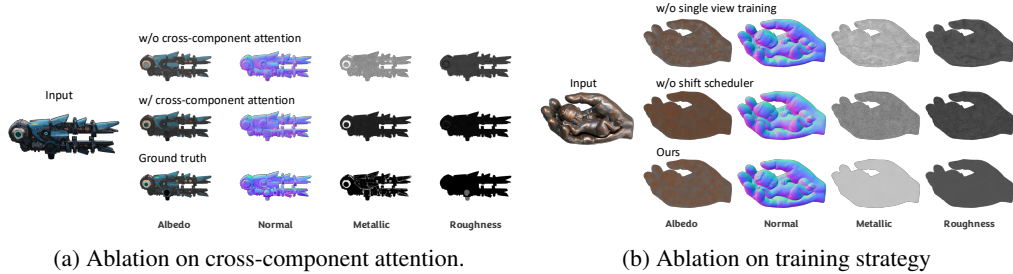 w/o cross-component attention
Input
w/ cross-component attention
Ground truth
Albedo Normal Metallic Roughness
(a) Ablation on cross-component attention.
w/o single view training
Input
w/o shift scheduler
Ours
Albedo Normal Metallic Roughness
(b) Ablation on training strategy